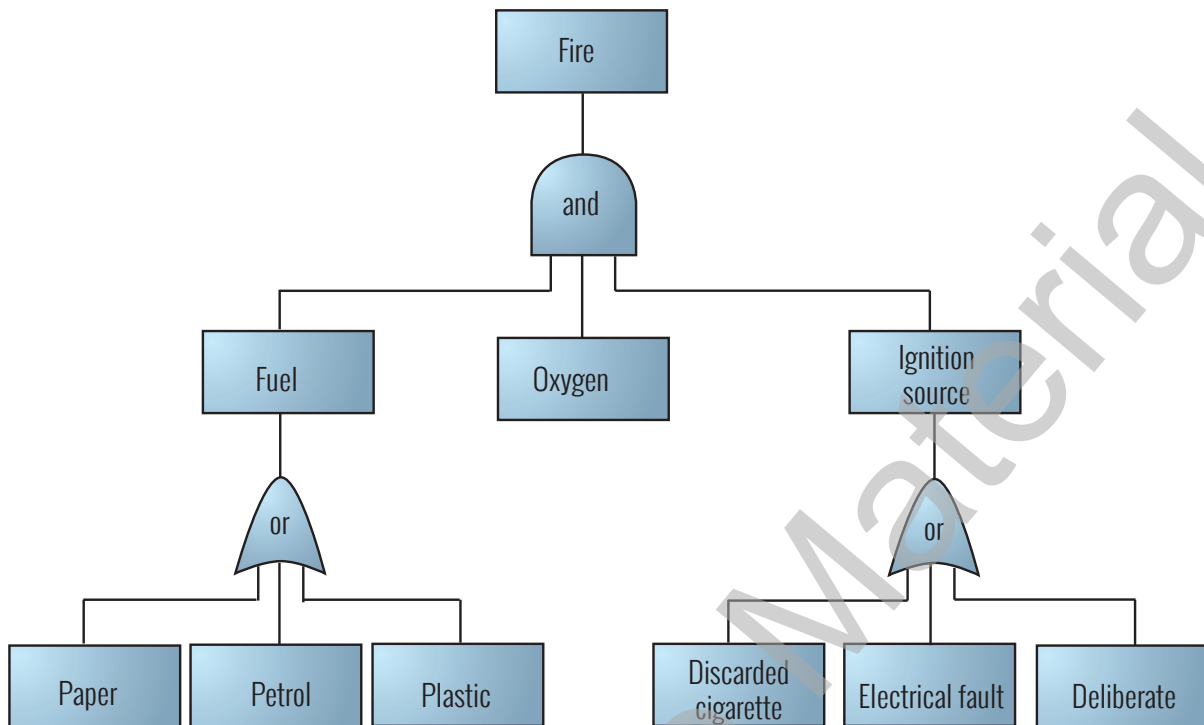 Fire
and
Fuel
Oxygen
Ignition
source
or
or
Paper
Petrol
Plastic
Discarded
cigarette
Electrical fault
Deliberate
Material